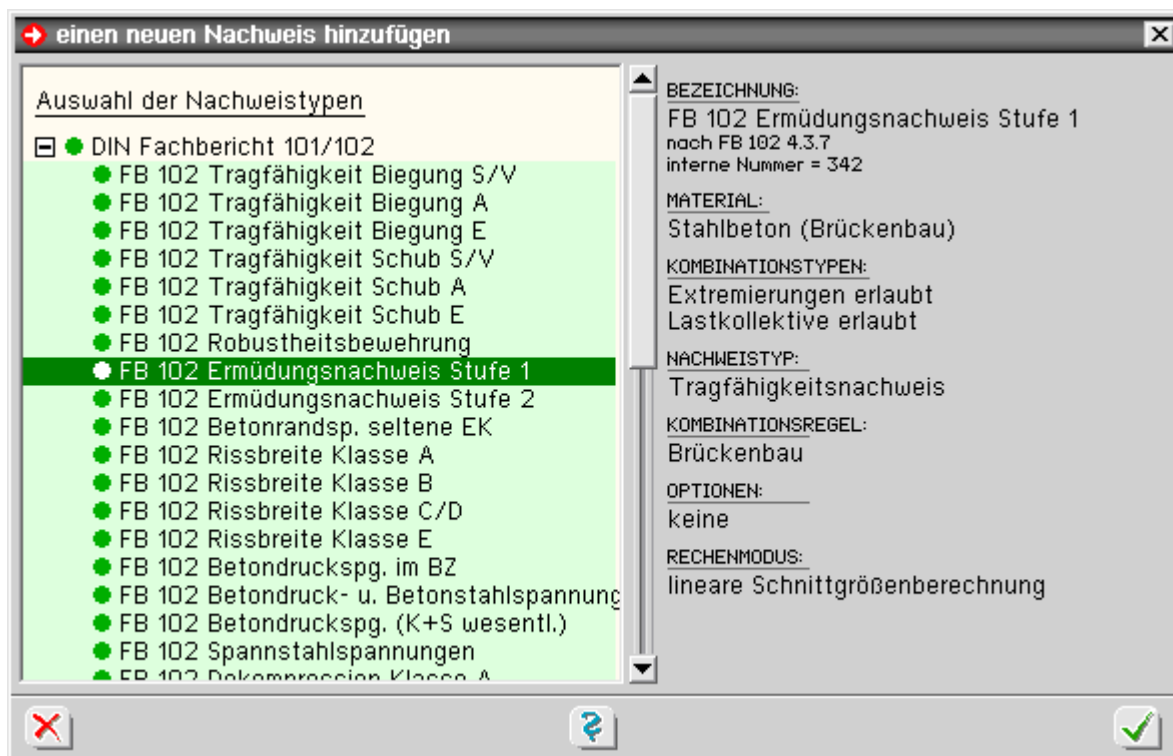 einen neuen Nachweis hinzufügen
Auswahl der Nachweistypen
DIN Fachbericht 101/102
FB 102 Tragfähigkeit Biegung S/V
FB 102 Tragfähigkeit Biegung A
FB 102 Tragfähigkeit Biegung E
FB 102 Tragfähigkeit Schub S/V
FB 102 Tragfähigkeit Schub A
FB 102 Tragfähigkeit Schub E
FB 102 Robustheitsbewehrung
FB 102 Ermüdungsnachweis Stufe 1
FB 102 Ermüdungsnachweis Stufe 2
FB 102 Betonrandsp. seltene EK
FB 102 Rissbreite Klasse A
FB 102 Rissbreite Klasse B
FB 102 Rissbreite Klasse C/D
FB 102 Rissbreite Klasse E
FB 102 Betondruckspg. im BZ
FB 102 Betondruck- u. Betonstahlspannung
FB 102 Betondruckspg. (K+S wesentl.)
FB 102 Spannstahlspannungen
FB 102 Dekompression Klasse A
BEZEICHNUNG:
FB 102 Ermüdungsnachweis Stufe 1
nach FB 102 4.3.7
interne Nummer = 342
MATERIAL:
Stahlbeton (Brückenbau)
KOMBINATIONSTYPEN:
Extremierungen erlaubt
Lastkollektive erlaubt
NACHWEISTYP:
Tragfähigkeitsnachweis
KOMBINATIONSREGEL:
Brückenbau
OPTIONEN:
keine
RECHENMODUS:
lineare Schnittgrößenberechnung